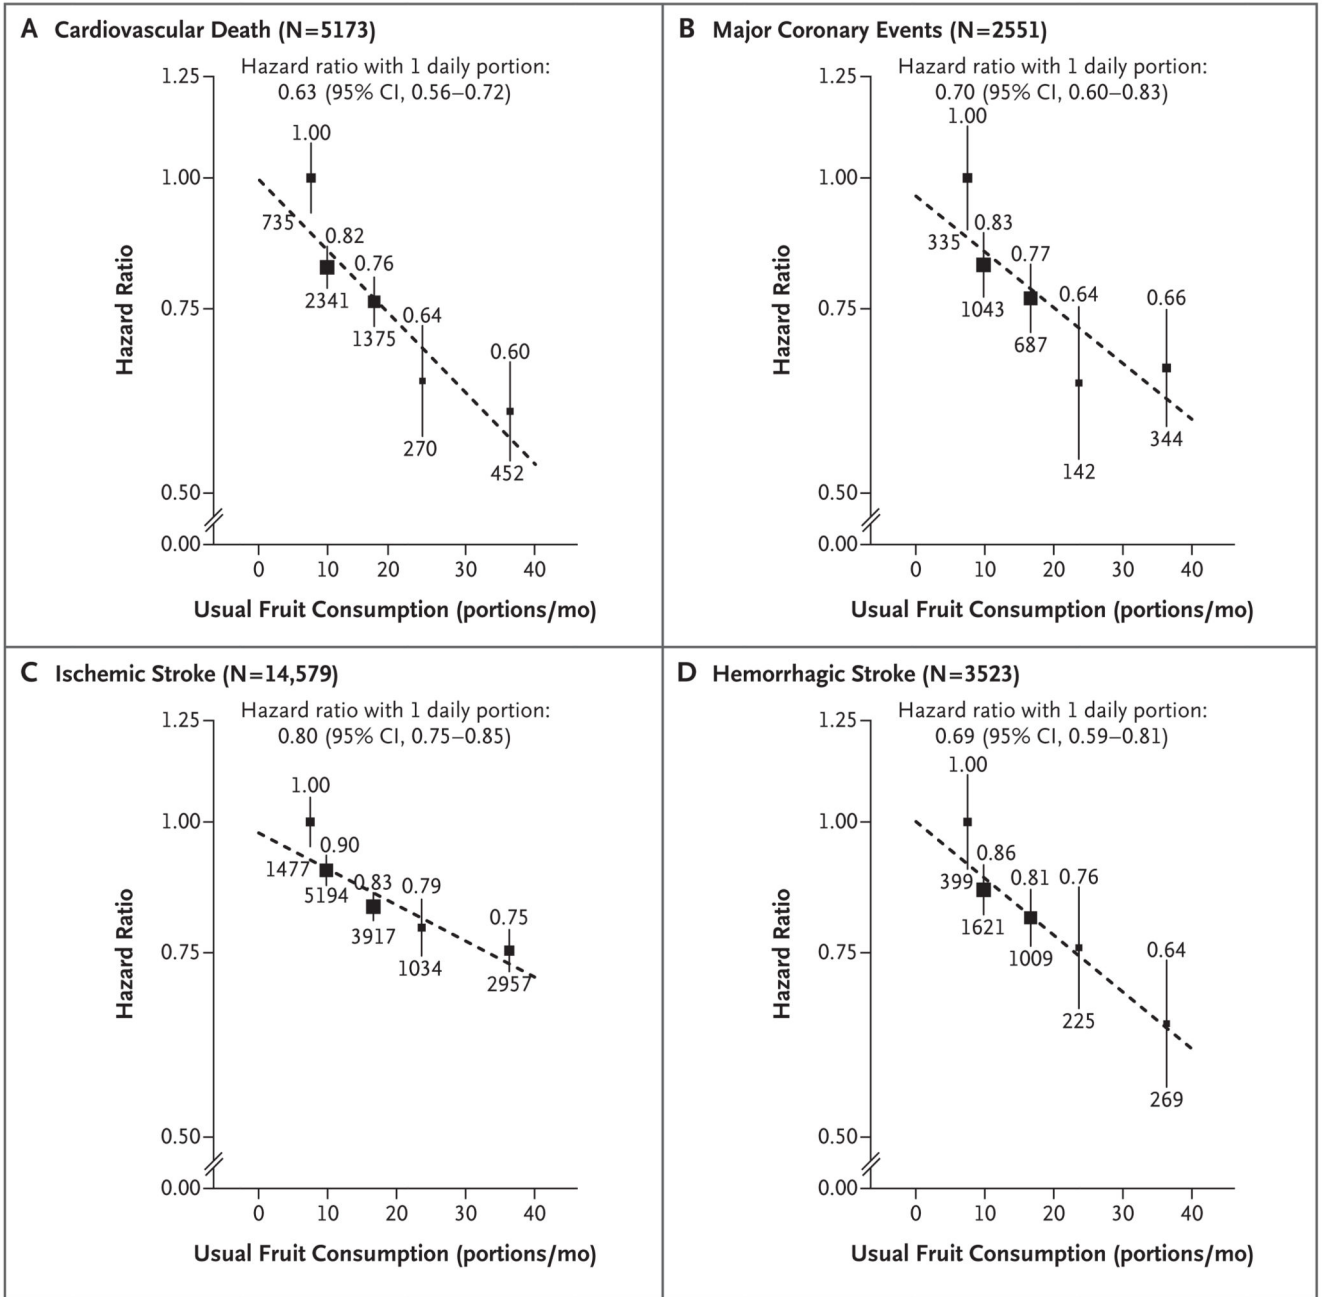 A Cardiovascular Death (N=5173)
Hazard ratio with 1 daily portion:
0.63 (95% CI, 0.56–0.72)
1.25
1.00
0.75
0.50
0.00
Hazard Ratio
1.00
735
0.82
2341
0.76
1375
0.64
270
0.60
452
0 10 20 30 40
Usual Fruit Consumption (portions/mo)
B Major Coronary Events (N=2551)
Hazard ratio with 1 daily portion:
0.70 (95% CI, 0.60–0.83)
1.25
1.00
0.75
0.50
0.00
Hazard Ratio
1.00
335
0.83
1043
0.77
687
0.64
142
0.66
344
0 10 20 30 40
Usual Fruit Consumption (portions/mo)
C Ischemic Stroke (N=14,579)
Hazard ratio with 1 daily portion:
0.80 (95% CI, 0.75–0.85)
1.25
1.00
0.75
0.50
0.00
Hazard Ratio
1.00
1477
0.90
5194
0.83
3917
0.79
1034
0.75
2957
0 10 20 30 40
Usual Fruit Consumption (portions/mo)
D Hemorrhagic Stroke (N=3523)
Hazard ratio with 1 daily portion:
0.69 (95% CI, 0.59–0.81)
1.25
1.00
0.75
0.50
0.00
Hazard Ratio
1.00
399
0.86
1621
0.81
1009
0.76
225
0.64
269
0 10 20 30 40
Usual Fruit Consumption (portions/mo)